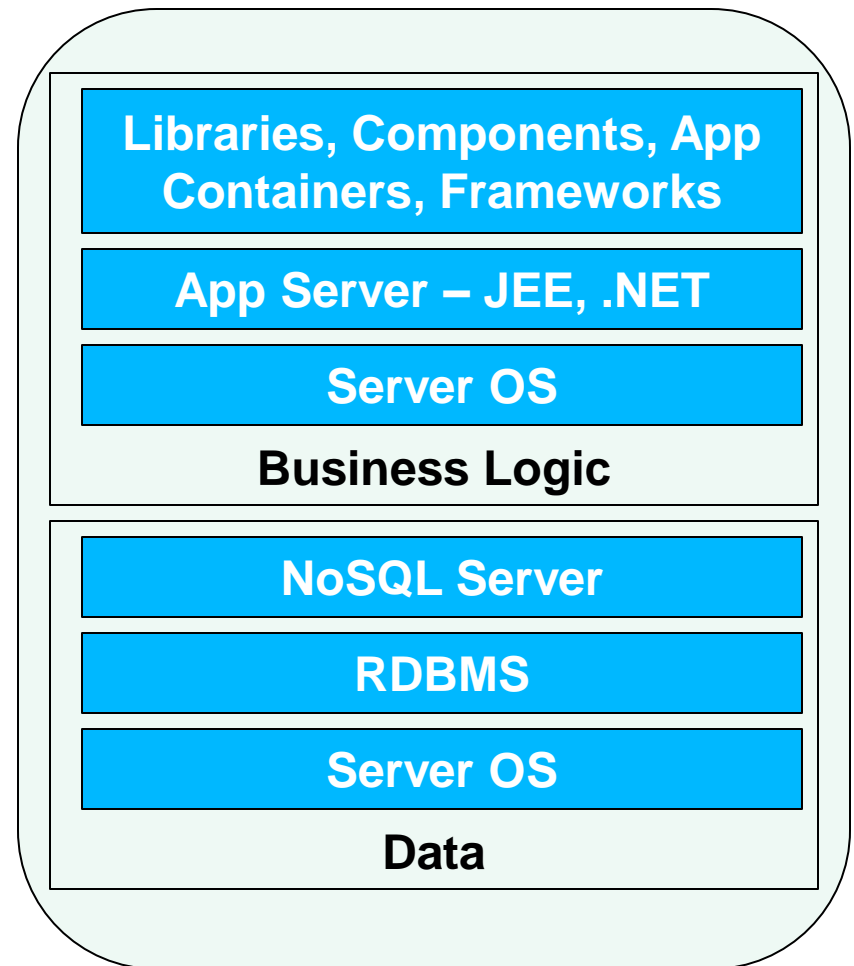 Libraries, Components, App
Containers, Frameworks
App Server – JEE, .NET
Server OS
Business Logic
NoSQL Server
RDBMS
Server OS
Data